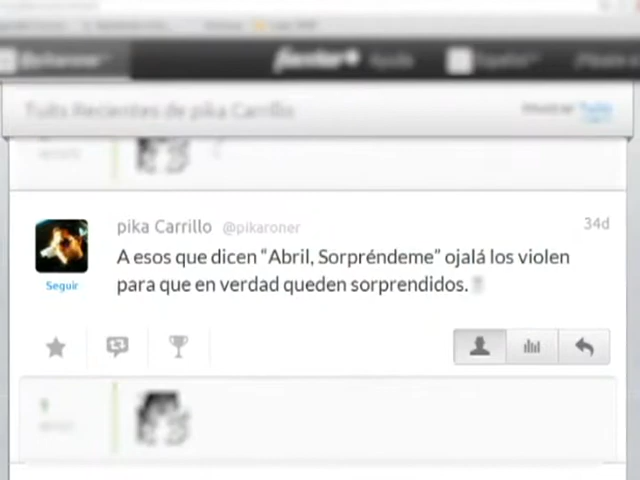 Tuits Recientes de pika Carrillo
pika Carrillo @pikaroner
34d
A esos que dicen “Abril, Sorpréndeme” ojalá los violen
para que en verdad queden sorprendidos.
Seguir